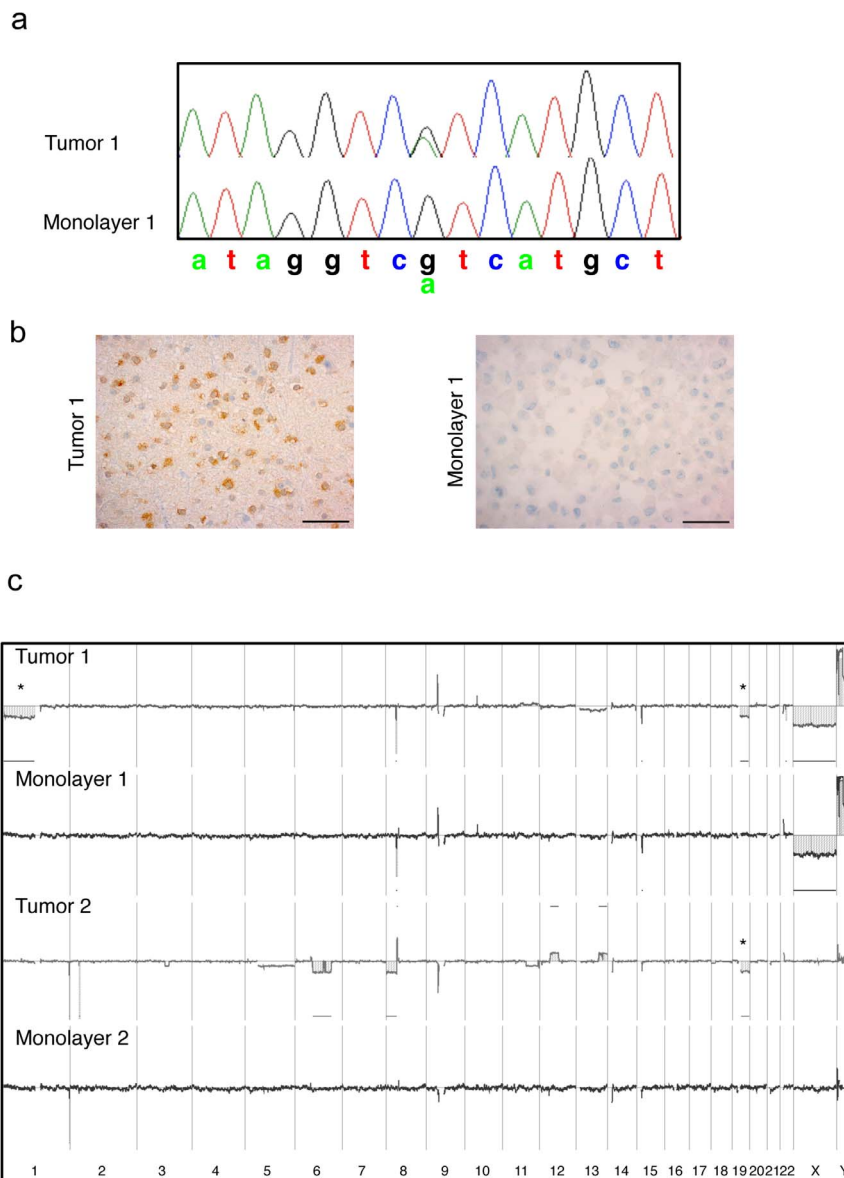 a
Tumor 1
Monolayer 1
a t a g g t c g t c a t g c t
a
b
Tumor 1
Monolayer 1
c
Tumor 1
*
*
Monolayer 1
Tumor 2
*
Monolayer 2
1 2 3 4 5 6 7 8 9 10 11 12 13 14 15 16 17 18 19 20 21 22 X Y